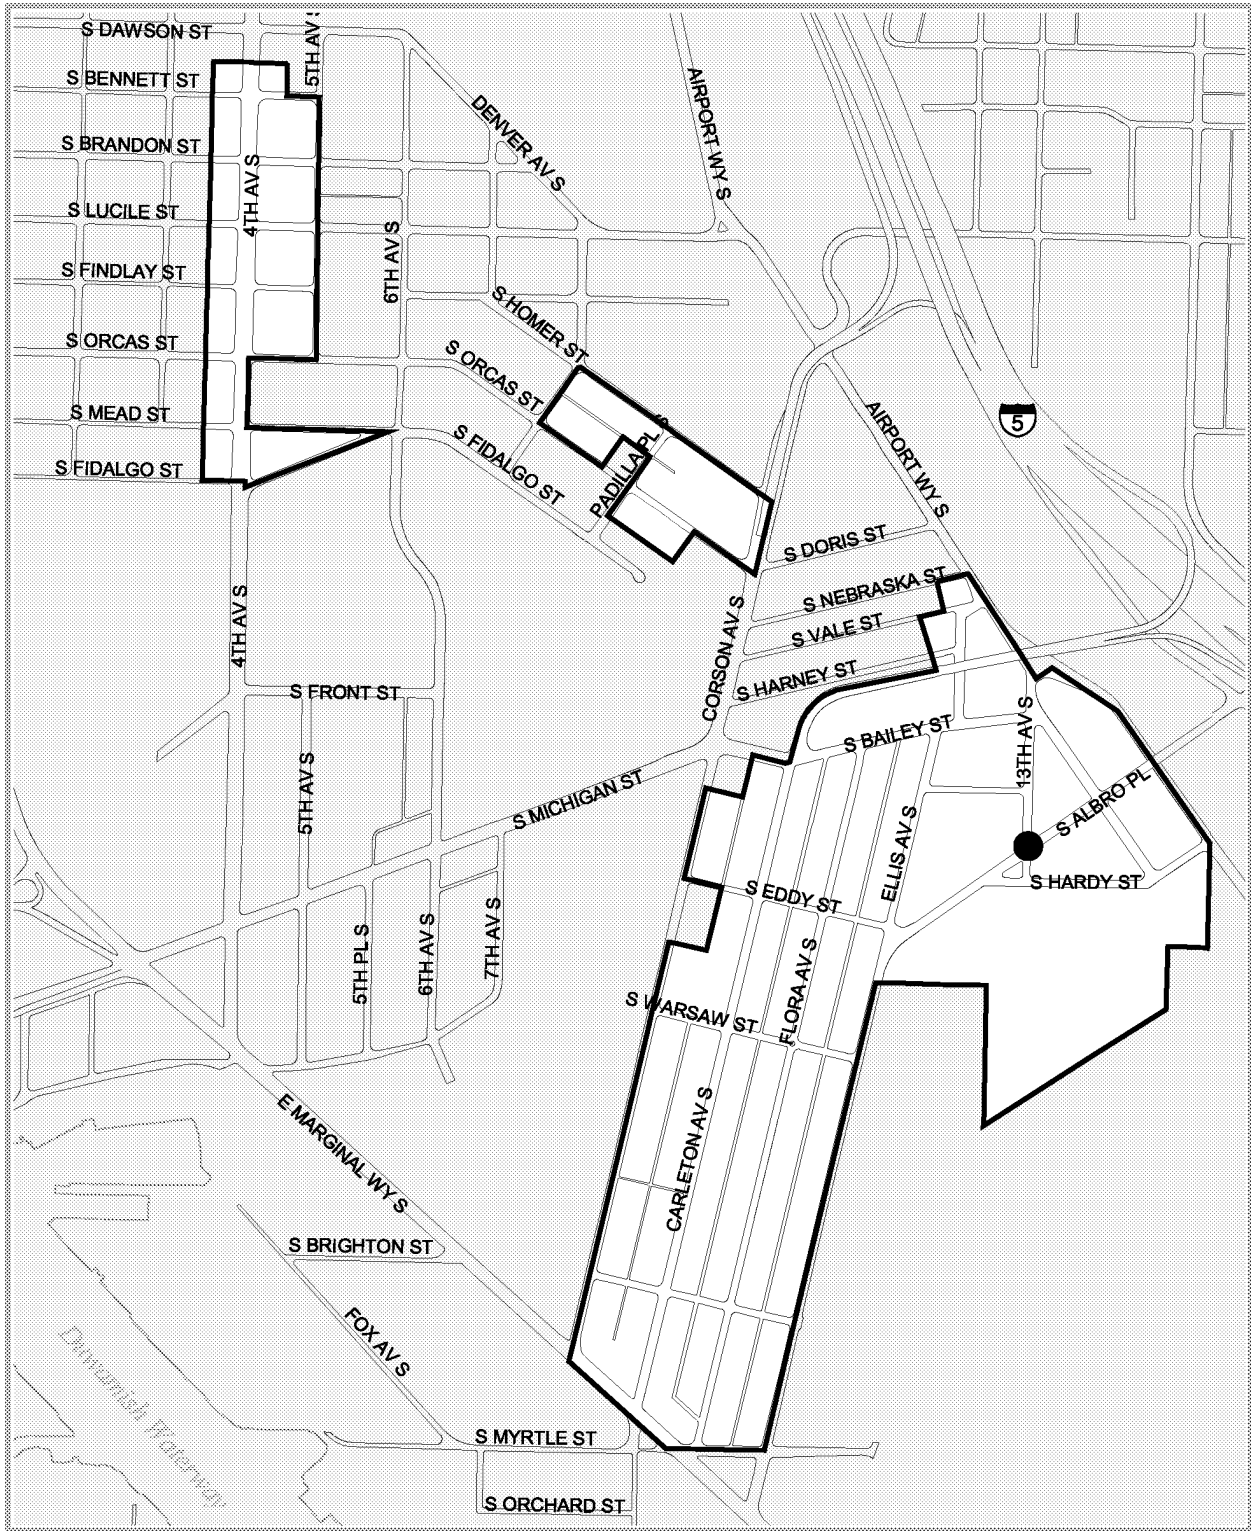 S DAWSON ST
5TH AV S
S BENNETT ST
AIRPORT WY S
DENVER AV S
S BRANDON ST
4TH AV S
S LUCILE ST
6TH AV S
S FINDLAY ST
S HOMER ST
S ORCAS ST
S ORCAS ST
S MEAD ST
5
AIRPORT WY S
PADILLA PL S
S FIDALGO ST
S FIDALGO ST
S DORIS ST
S NEBRASKA ST
4TH AV S
CORSON AV S
S VALE ST
S HARNEY ST
S FRONT ST
S BAILEY ST
13TH AV S
5TH AV S
S MICHIGAN ST
S ALBRO PL
ELLIS AV S
S HARDY ST
S EDDY ST
5TH PL S
6TH AV S
7TH AV S
FLORA AV S
S WARSAW ST
E MARGINAL WY S
CARLETON AV S
S BRIGHTON ST
FOX AV S
Duwamish Waterway
S MYRTLE ST
S ORCHARD ST